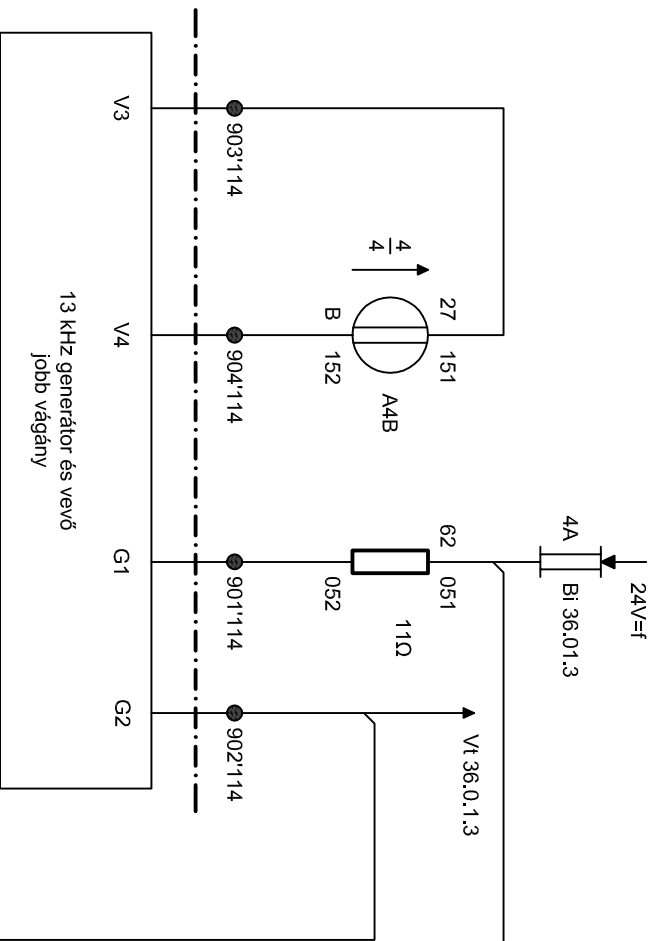 24V=f
4A
Bi 36.01.3
4
4
27
151
B
152
A4B
62
051
052
11Ω
Vt 36.0.1.3
903'114
904'114
901'114
902'114
V3
V4
G1
G2
13 kHz generátor és vevő
jobb vágány